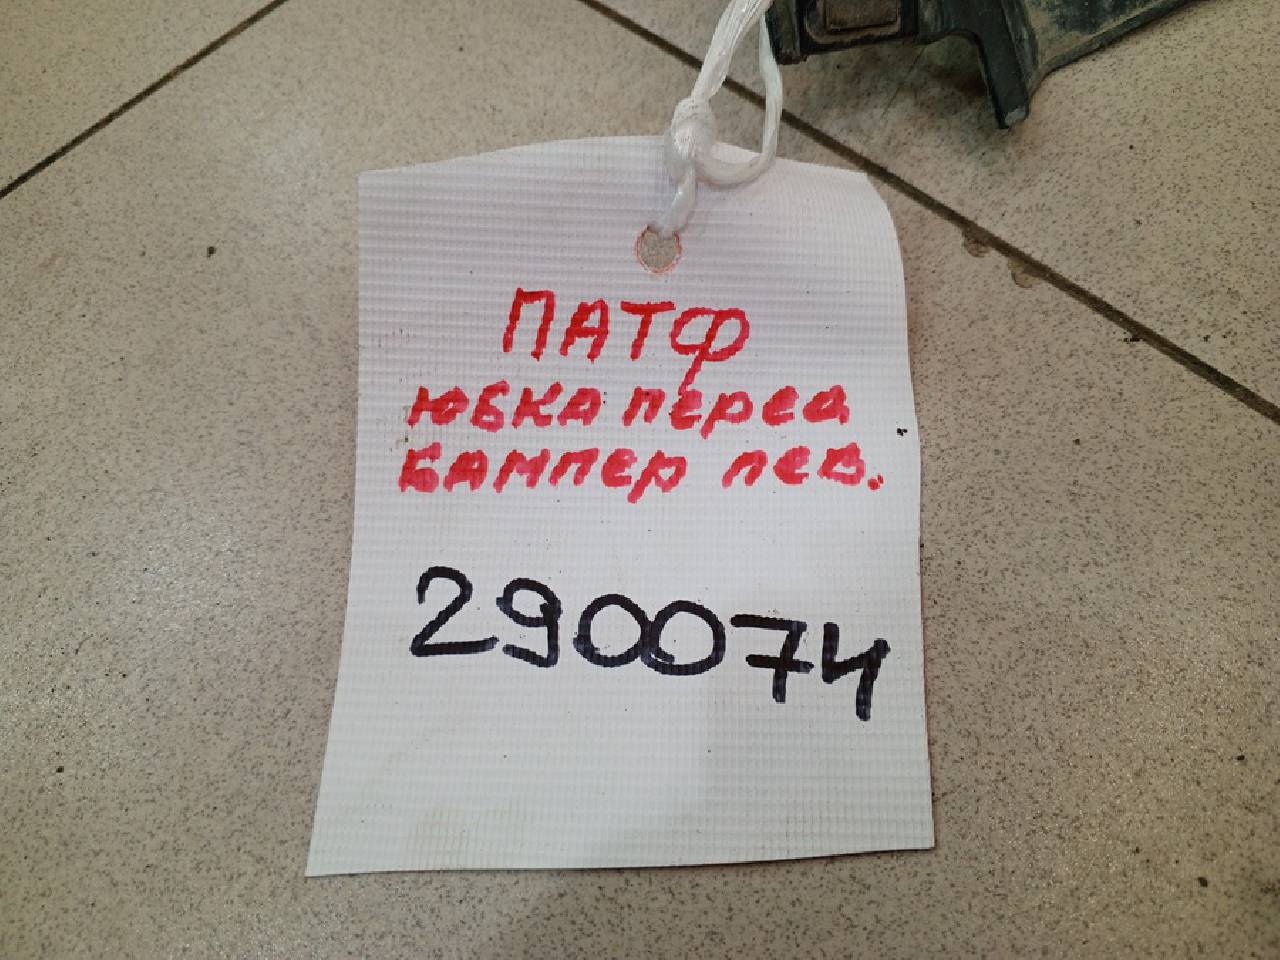 ПАТФ
юбка перед
бампер лев.
290074